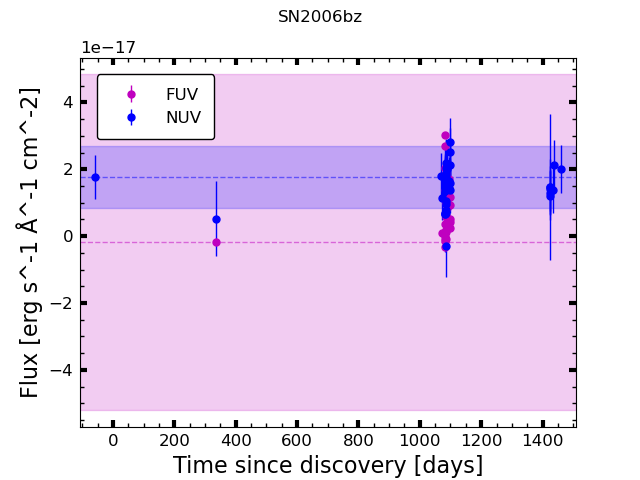 SN2006bz
1e−17
FUV
NUV
4
2
0
−2
−4
Flux [erg s^-1 Å^-1 cm^-2]
0 200 400 600 800 1000 1200 1400
Time since discovery [days]